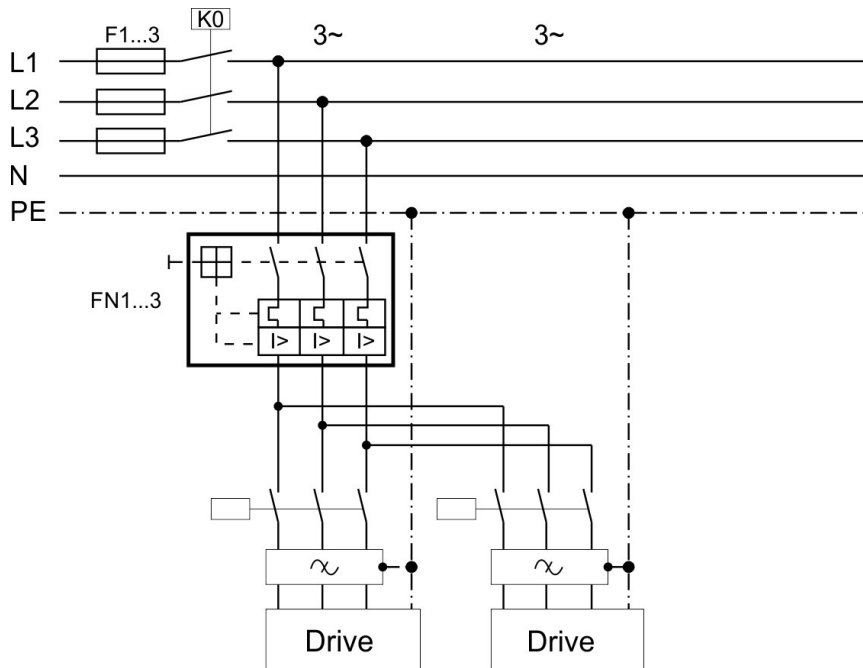 K0
F1...3
3~
3~
L1
L2
L3
N
PE
FN1...3
I> I> I>
Drive
Drive